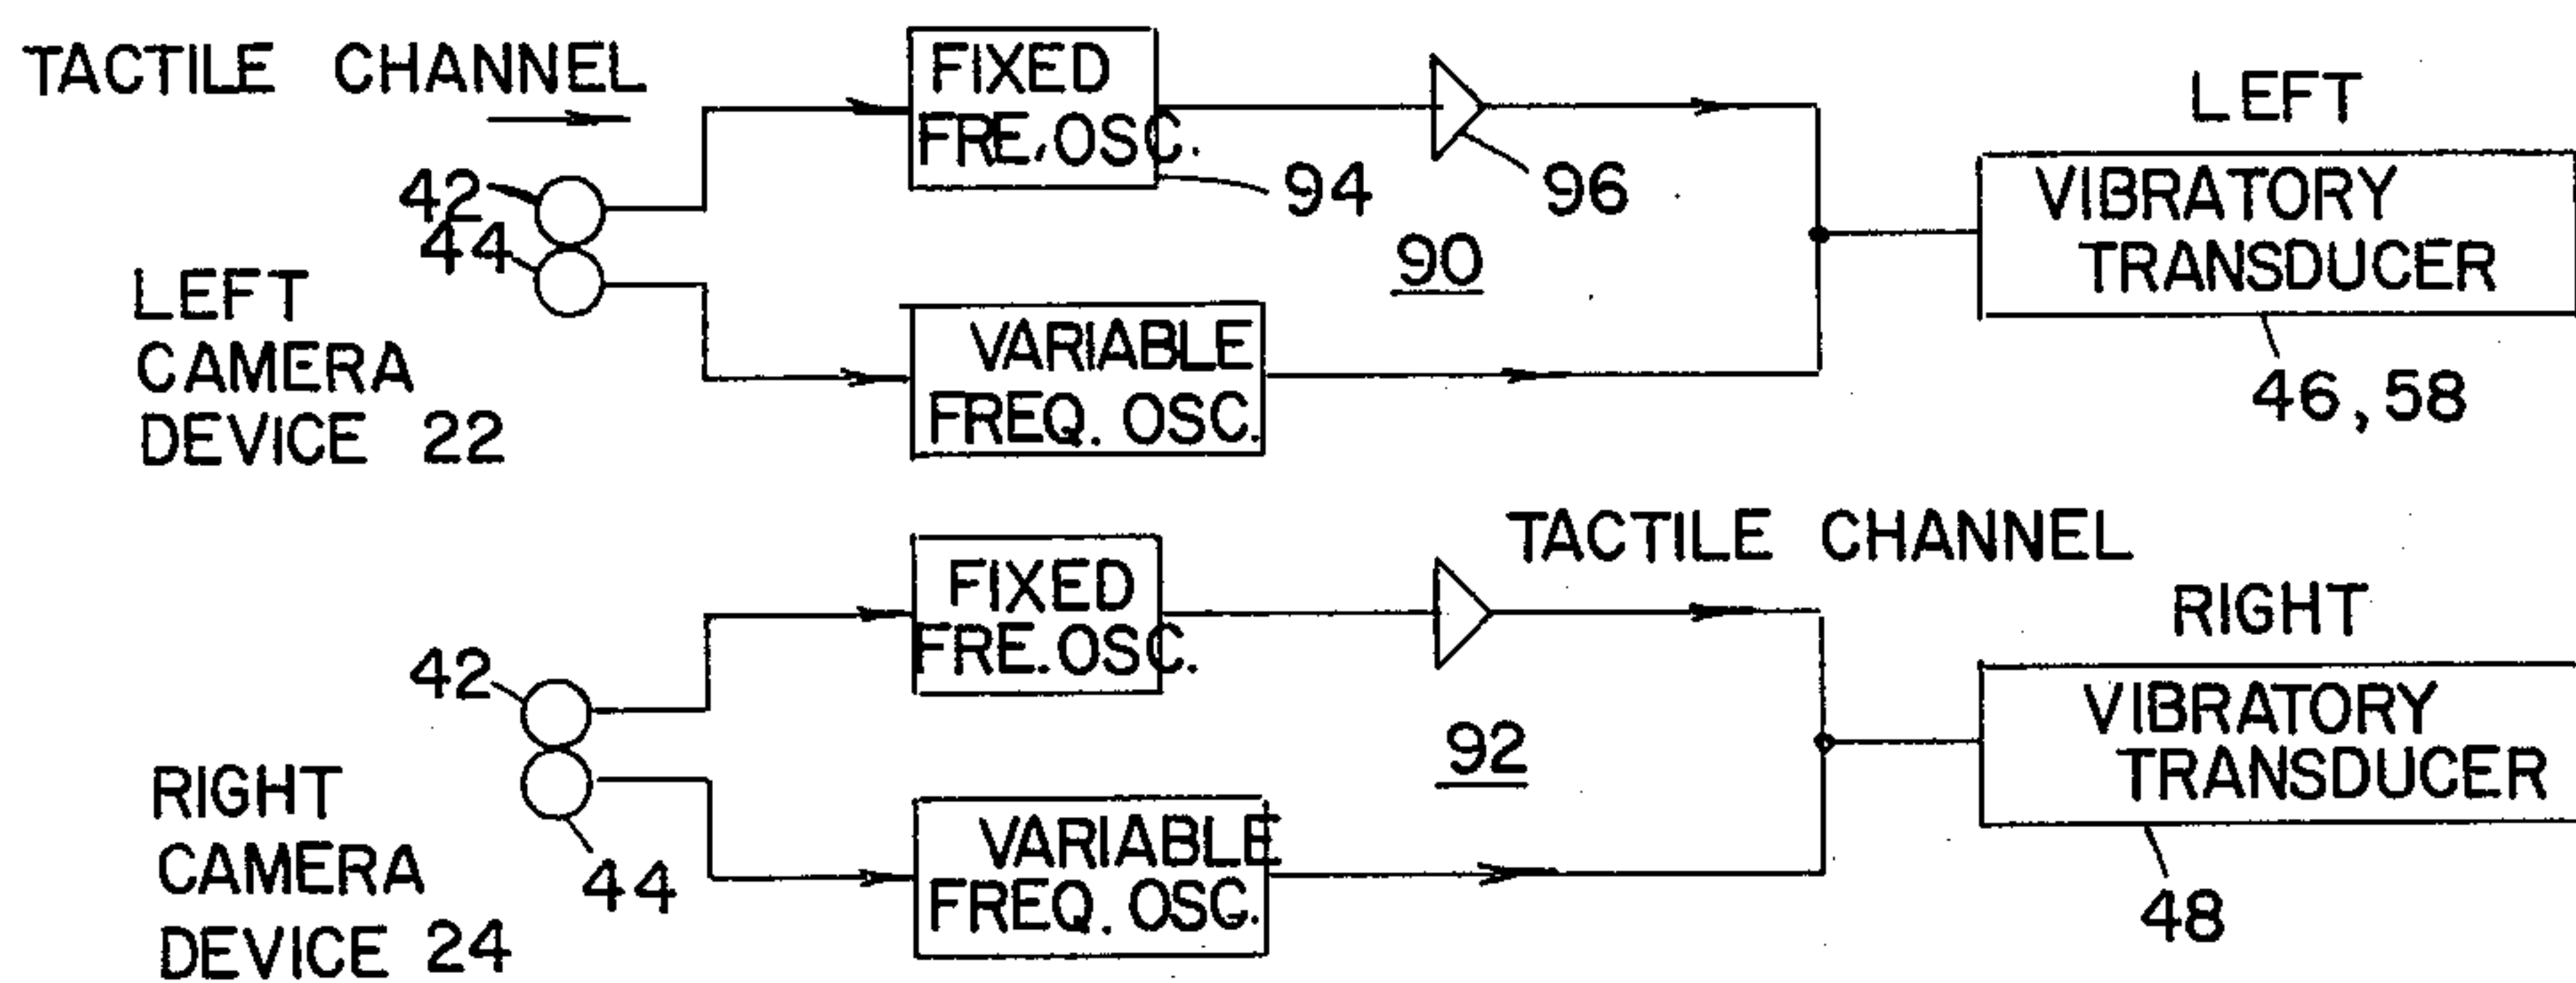 TACTILE CHANNEL
FIXED
FRE. OSC.
94
96
LEFT
VIBRATORY
TRANSDUCER
46, 58
42
44
LEFT
CAMERA
DEVICE 22
90
VARIABLE
FREQ. OSC.
TACTILE CHANNEL
FIXED
FRE. OSC.
RIGHT
VIBRATORY
TRANSDUCER
48
42
44
92
RIGHT
CAMERA
DEVICE 24
VARIABLE
FREQ. OSC.